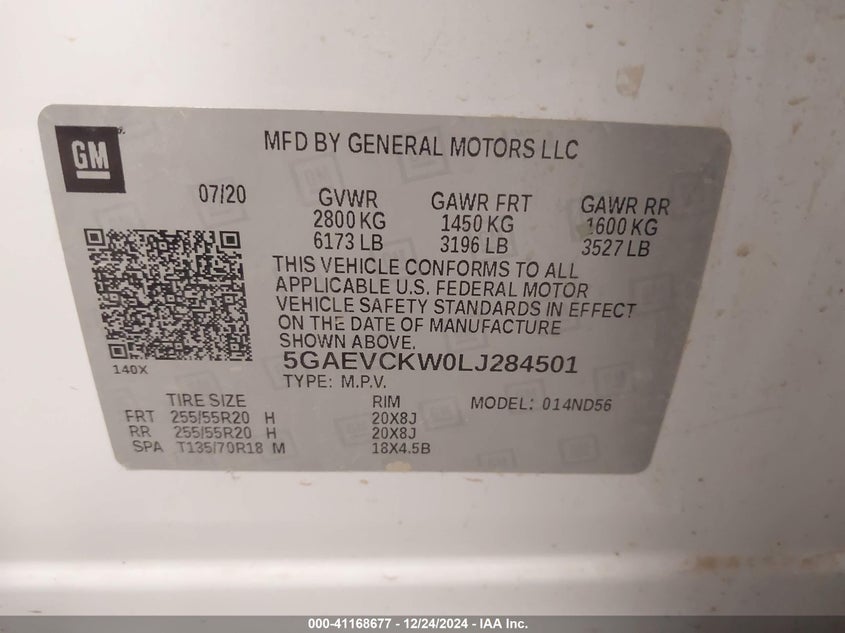 GM
MFD BY GENERAL MOTORS LLC
07/20 GVWR GAWR FRT GAWR RR
2800 KG 1450 KG 1600 KG
6173 LB 3196 LB 3527 LB
THIS VEHICLE CONFORMS TO ALL
APPLICABLE U.S. FEDERAL MOTOR
VEHICLE SAFETY STANDARDS IN EFFECT
ON THE DATE OF MANUFACTURE
SHOWN ABOVE.
140X
5GAEVCKW0LJ284501
TYPE: M.P.V.
TIRE SIZE RIM MODEL: 014ND56
FRT 255/55R20 H 20X8J
RR 255/55R20 H 20X8J
SPA T135/70R18 M 18X4.5B
000-41168677 - 12/24/2024 - IAA Inc.